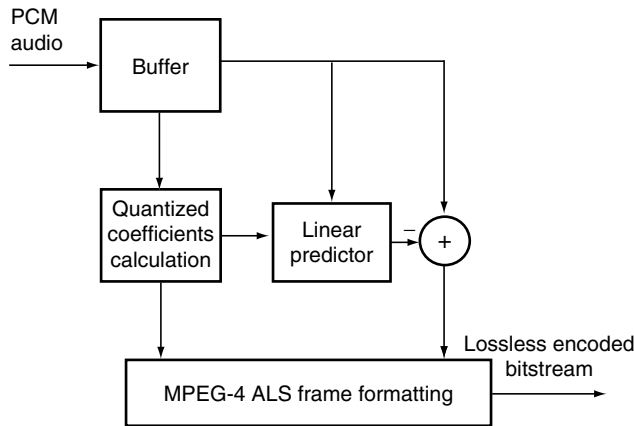 PCM
audio
Buffer
Quantized
coefficients
calculation
Linear
predictor
−
+
Lossless encoded
bitstream
MPEG-4 ALS frame formatting